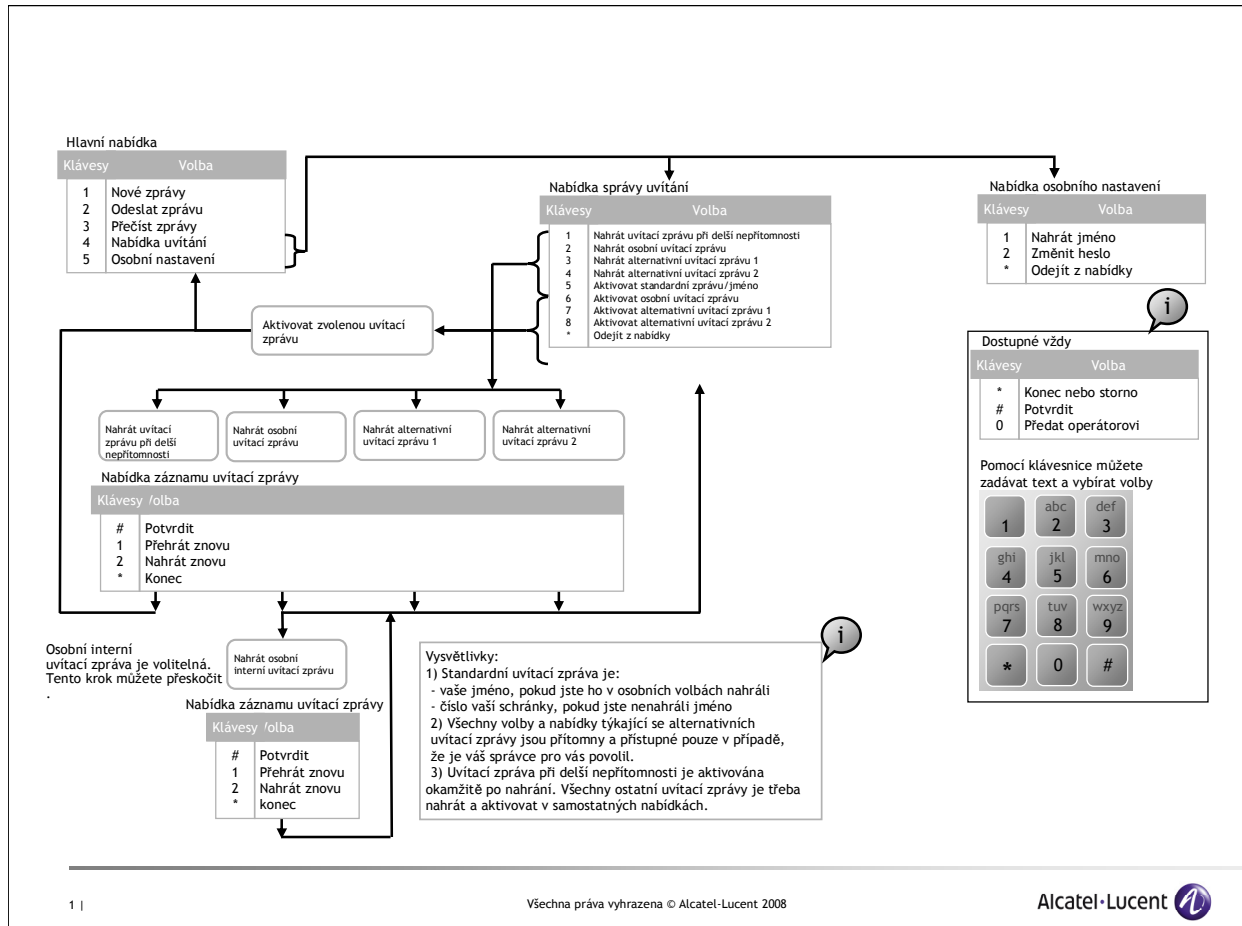 Hlavní nabídka
Klávesy Volba
1 Nové zprávy
2 Odeslat zprávu
3 Přečíst zprávy
4 Nabídka uvítání
5 Osobní nastavení
Nabídka správy uvítání
Klávesy Volba
1 Nahrát uvítací zprávu při delší nepřítomnosti
2 Nahrát osobní uvítací zprávu
3 Nahrát alternativní uvítací zprávu 1
4 Nahrát alternativní uvítací zprávu 2
5 Aktivovat standardní zprávu/jméno
6 Aktivovat osobní uvítací zprávu
7 Aktivovat alternativní uvítací zprávu 1
8 Aktivovat alternativní uvítací zprávu 2
* Odejít z nabídky
Nabídka osobního nastavení
Klávesy Volba
1 Nahrát jméno
2 Změnit heslo
* Odejít z nabídky
Aktivovat zvolenou uvítací
zprávu
Nahrát uvítací
zprávu při delší
nepřítomnosti
Nahrát osobní
uvítací zprávu
Nahrát alternativní
uvítací zprávu 1
Nahrát alternativní
uvítací zprávu 2
Nabídka záznamu uvítací zprávy
Klávesy Volba
# Potvrdit
1 Přehrát znovu
2 Nahrát znovu
* Konec
Osobní interní
uvítací zpráva je volitelná.
Tento krok můžete přeskočit
.
Nahrát osobní
interní uvítací zprávu
Nabídka záznamu uvítací zprávy
Klávesy Volba
# Potvrdit
1 Přehrát znovu
2 Nahrát znovu
* konec
i
Vysvětlivky:
1) Standardní uvítací zpráva je:
- vaše jméno, pokud jste ho v osobních volbách nahráli
- číslo vaší schránky, pokud jste nenahráli jméno
2) Všechny volby a nabídky týkající se alternativních
uvítací zprávy jsou přítomny a přístupné pouze v případě,
že je váš správce pro vás povolil.
3) Uvítací zpráva při delší nepřítomnosti je aktivována
okamžitě po nahrání. Všechny ostatní uvítací zprávy je třeba
nahrát a aktivovat v samostatných nabídkách.
i
Dostupné vždy
Klávesy Volba
* Konec nebo storno
# Potvrdit
0 Předat operátorovi
Pomocí klávesnice můžete
zadávat text a vybírat volby
1 abc 2 def 3
ghi 4 jkl 5 mno 6
pqrs 7 tuv 8 wxyz 9
* 0 #
1 |
Všechna práva vyhrazena © Alcatel-Lucent 2008
Alcatel·Lucent